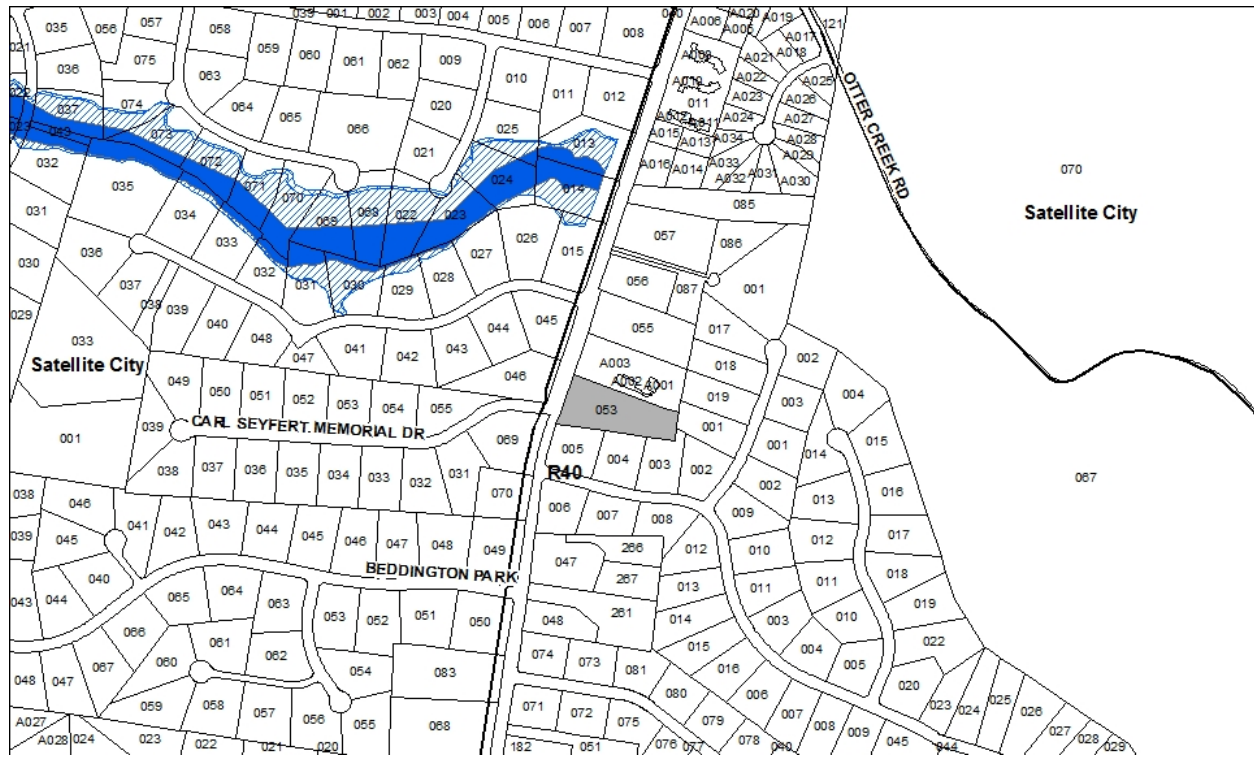 035 056 057 058 059 060 061 062 001 002 003 004 005 006 007 008
A006 A020 A005 A019 A017 A018 121
021 036 075 063 064 065 066 009 010 011 012 020 021 025
A021 A022 A023 A024 A025 A026 A027 A028 A029 A030 A031 A032 A033 A034
011 A015 A013 A016 A014
OTTER CREEK RD
070
Satellite City
037 074 073 072 071 070 069 068 022 023 024 013 014
032 035 034 033 032 031 030 029 028 027 026 015
085 057 086 056 087 001 055 017 018 019
031 036 030 037 038 039 040 048 047 041 042 043 044 045 046
029 033
Satellite City
049 050 051 052 053 054 055
A003 A002 A001
053
001 002 003 004
CARL SEYFERT MEMORIAL DR
001 039 038 037 036 035 034 033 032 031 069 070
R40
005 004 003 002 001 002 014 015 013 016 067
006 007 008 009 010 011 012 017 018 019
038 046 041 042 043 044 045 046 047 048 049
039 045 040 044 043
BEDDINGTON PARK
047 266 267 261 048 012 013 014 015 016
065 064 063 053 052 051 050
066 061 062 054 083 067 060 048 047
074 073 081 080 079 078
003 004 005 006 007 008 009 045
010 011 022 020 023 024 025 026 027 028 029
059 058 057 056 055 068 071 072 075 076 077
A027 A028 024 023 022 021 020 182 051